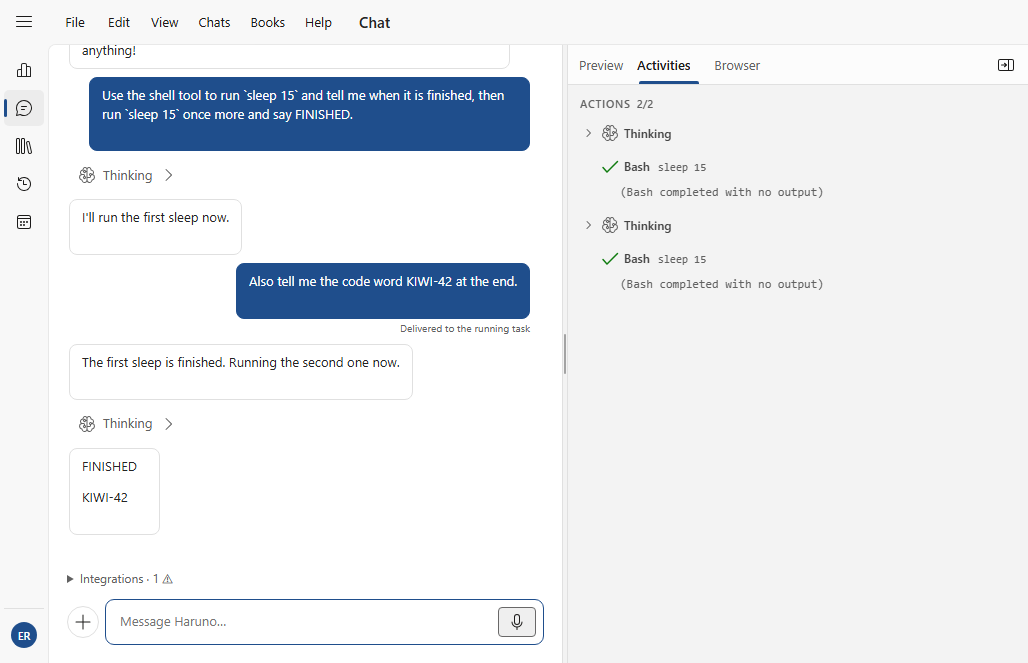 File Edit View Chats Books Help Chat
anything!
Use the shell tool to run `sleep 15` and tell me when it is finished, then
run `sleep 15` once more and say FINISHED.
Thinking
I'll run the first sleep now.
Also tell me the code word KIWI-42 at the end.
Delivered to the running task
The first sleep is finished. Running the second one now.
Thinking
FINISHED
KIWI-42
Integrations · 1
Message Haruno...
ER
Preview Activities Browser
ACTIONS 2/2
Thinking
Bash sleep 15
(Bash completed with no output)
Thinking
Bash sleep 15
(Bash completed with no output)